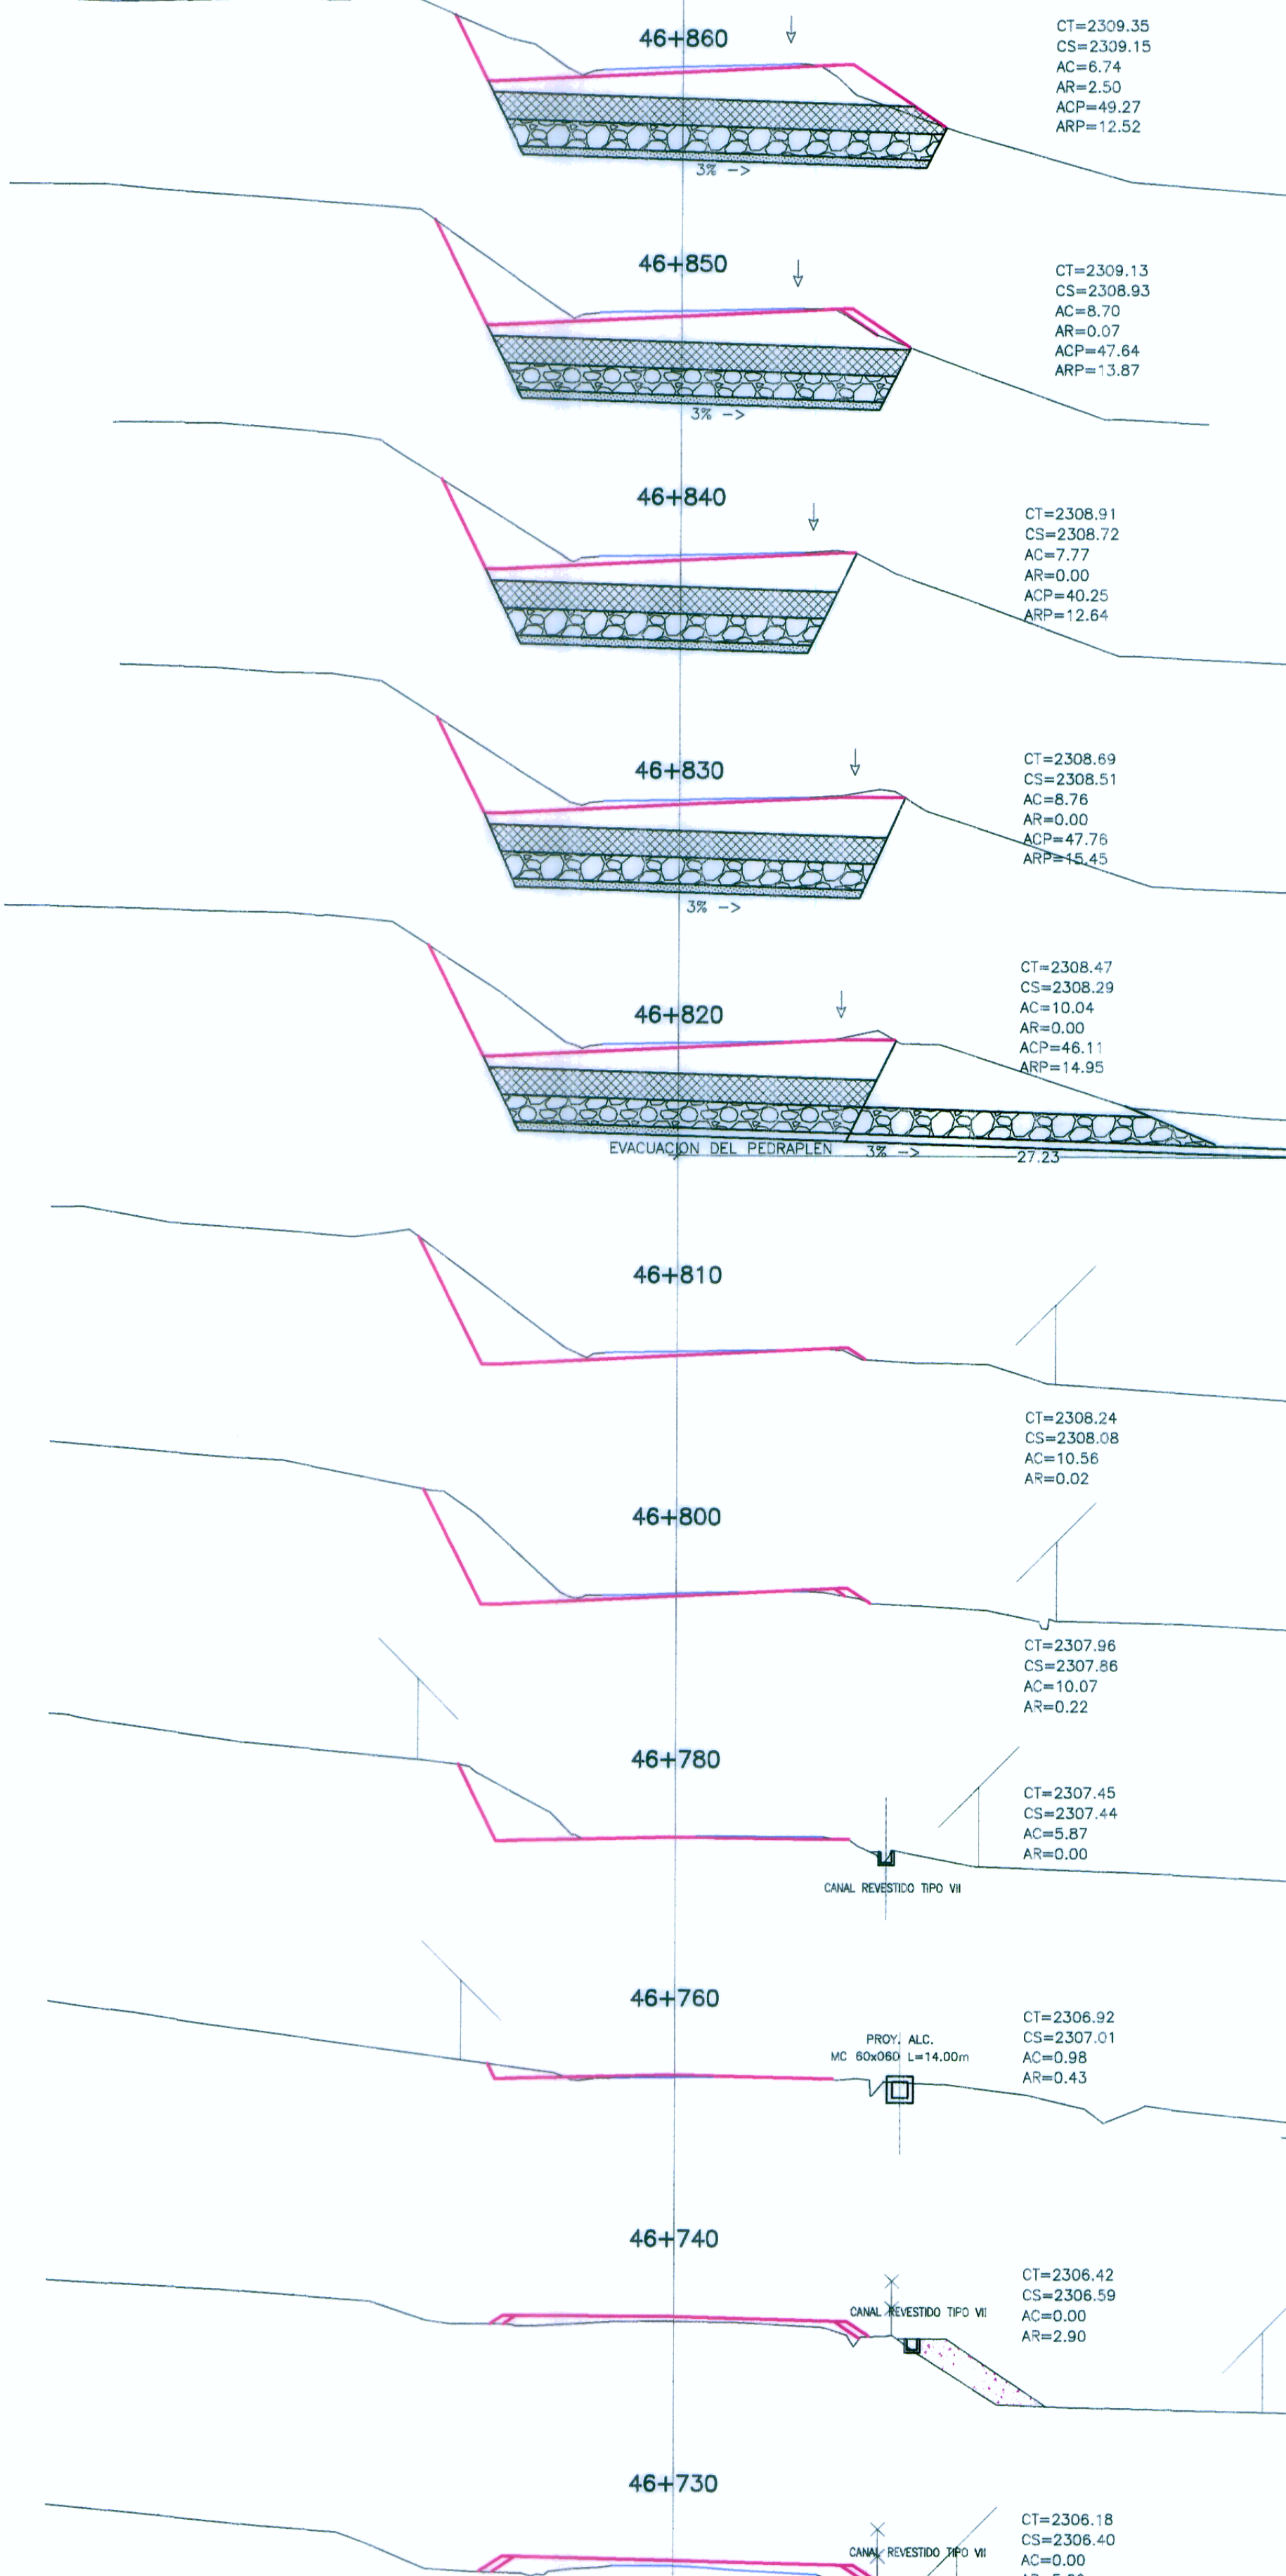 46+860
CT=2309.35
CS=2309.15
AC=6.74
AR=2.50
ACP=49.27
ARP=12.52
3% ->
46+850
CT=2309.13
CS=2308.93
AC=8.70
AR=0.07
ACP=47.64
ARP=13.87
3% ->
46+840
CT=2308.91
CS=2308.72
AC=7.77
AR=0.00
ACP=40.25
ARP=12.64
46+830
CT=2308.69
CS=2308.51
AC=8.76
AR=0.00
ACP=47.76
ARP=15.45
3% ->
46+820
CT=2308.47
CS=2308.29
AC=10.04
AR=0.00
ACP=46.11
ARP=14.95
EVACUACION DEL PEDRAPLEN 3% -> 27.23
46+810
CT=2308.24
CS=2308.08
AC=10.56
AR=0.02
46+800
CT=2307.96
CS=2307.86
AC=10.07
AR=0.22
46+780
CT=2307.45
CS=2307.44
AC=5.87
AR=0.00
CANAL REVESTIDO TIPO VII
46+760
PROY. ALC.
MC 60x060 L=14.00m
CT=2306.92
CS=2307.01
AC=0.98
AR=0.43
46+740
CANAL REVESTIDO TIPO VII
CT=2306.42
CS=2306.59
AC=0.00
AR=2.90
46+730
CANAL REVESTIDO TIPO VII
CT=2306.18
CS=2306.40
AC=0.00